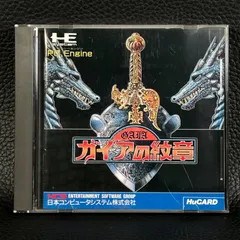 PC Engine
GAIA
ガイアの紋章
NCS ENTERTAINMENT SOFTWARE GROUP
日本コンピュータシステム株式会社
HuCARD